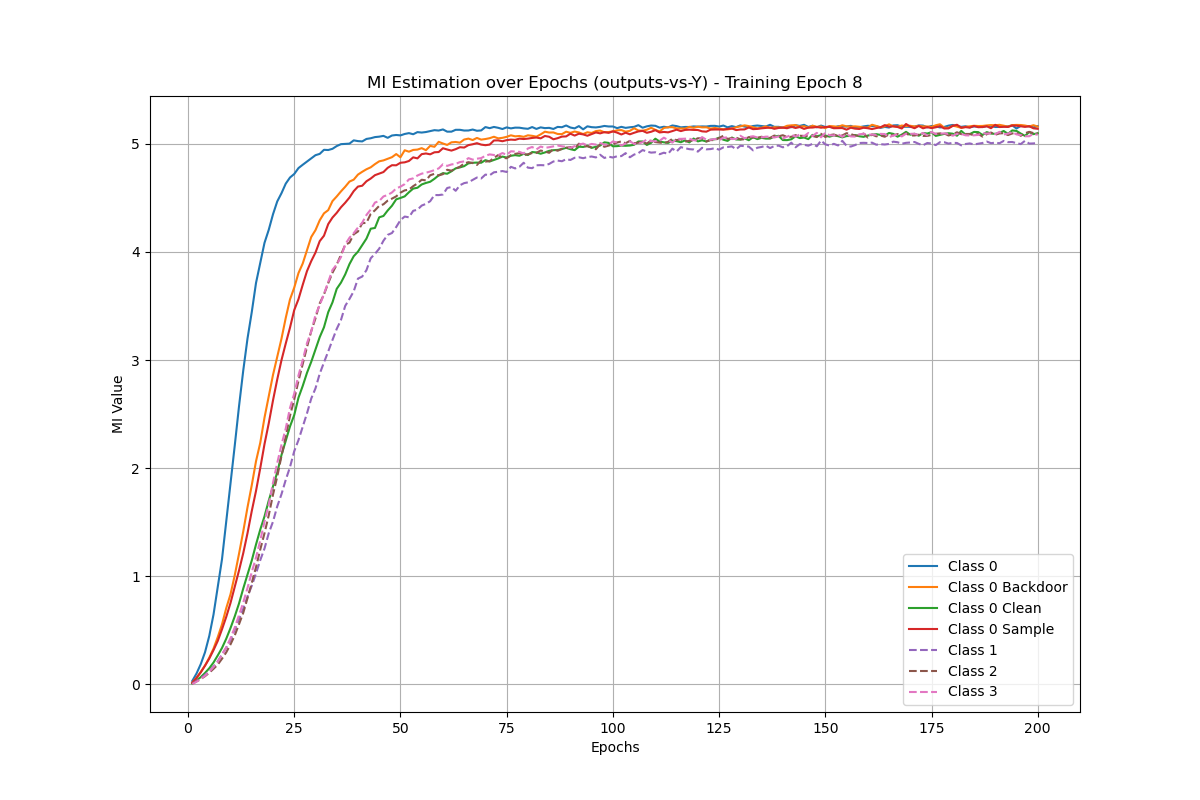 MI Estimation over Epochs (outputs-vs-Y) - Training Epoch 8
MI Value
5
4
3
2
1
0
0 25 50 75 100 125 150 175 200
Epochs
Class 0
Class 0 Backdoor
Class 0 Clean
Class 0 Sample
Class 1
Class 2
Class 3